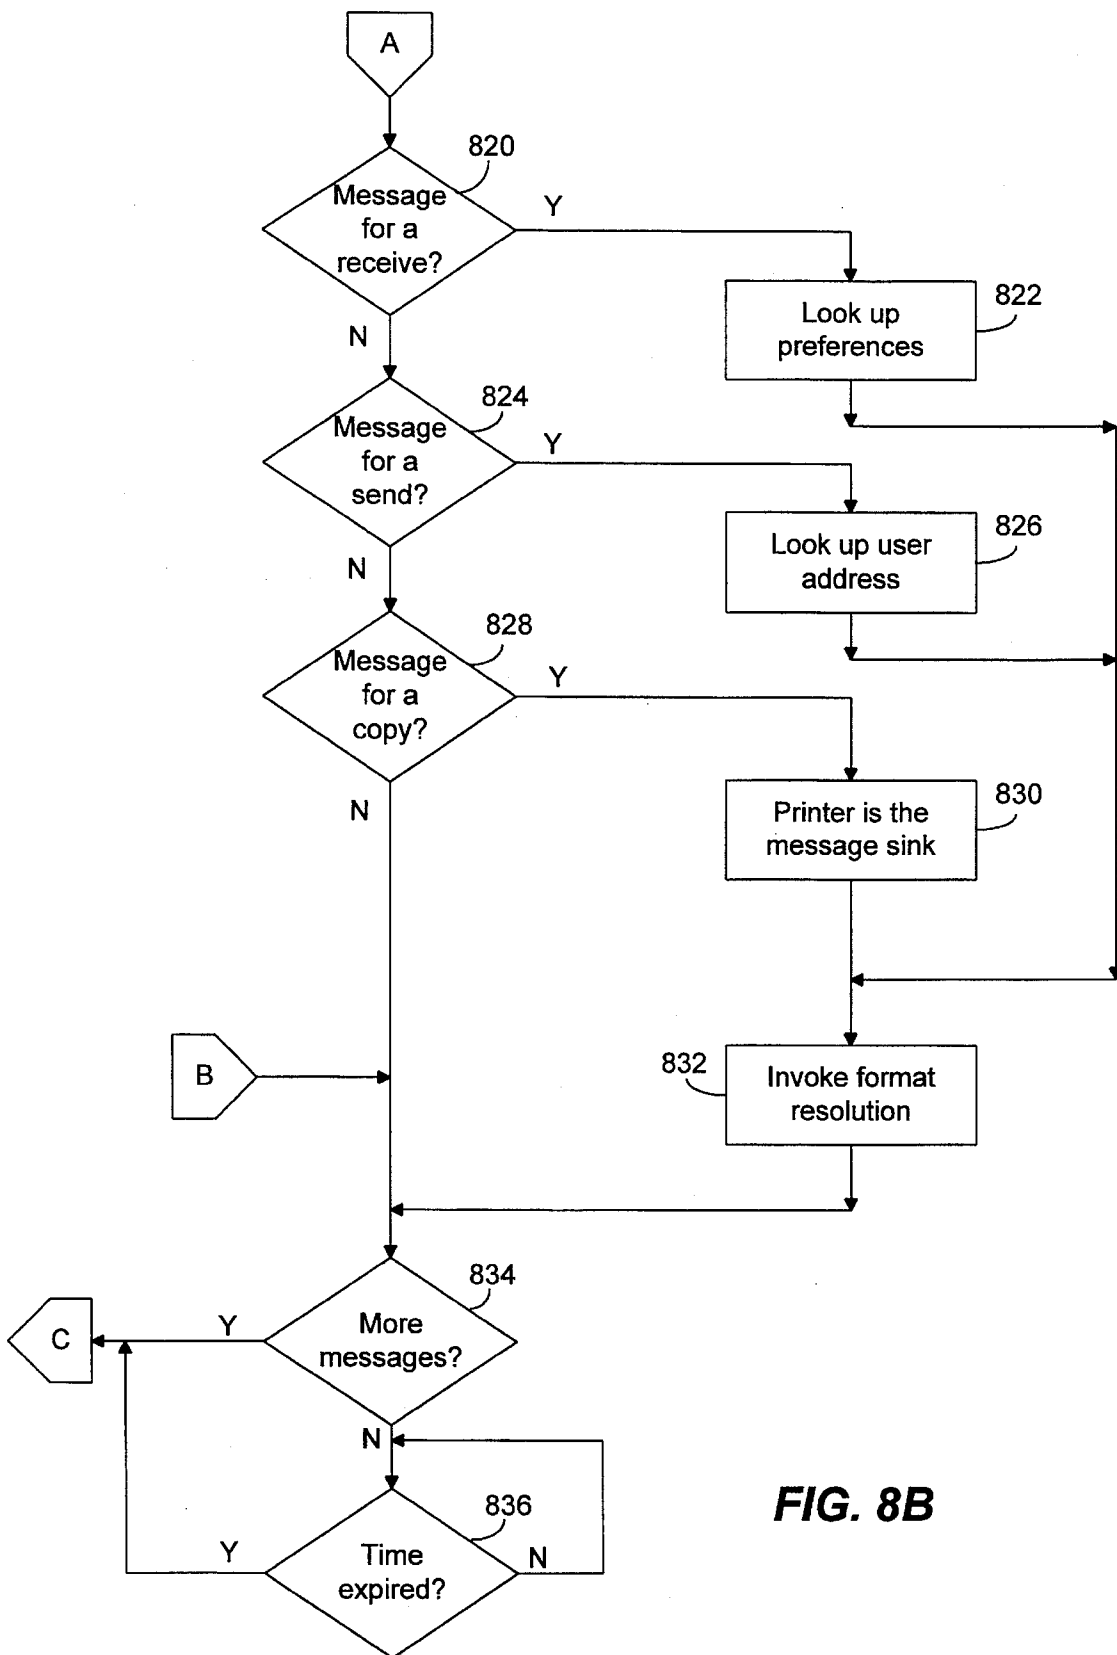 A
820
Message
for a
receive?
Y
N
Look up
preferences
822
824
Message
for a
send?
Y
N
Look up user
address
826
828
Message
for a
copy?
Y
N
Printer is the
message sink
830
B
832
Invoke format
resolution
834
More
messages?
Y
C
N
836
Time
expired?
Y
N
FIG. 8B